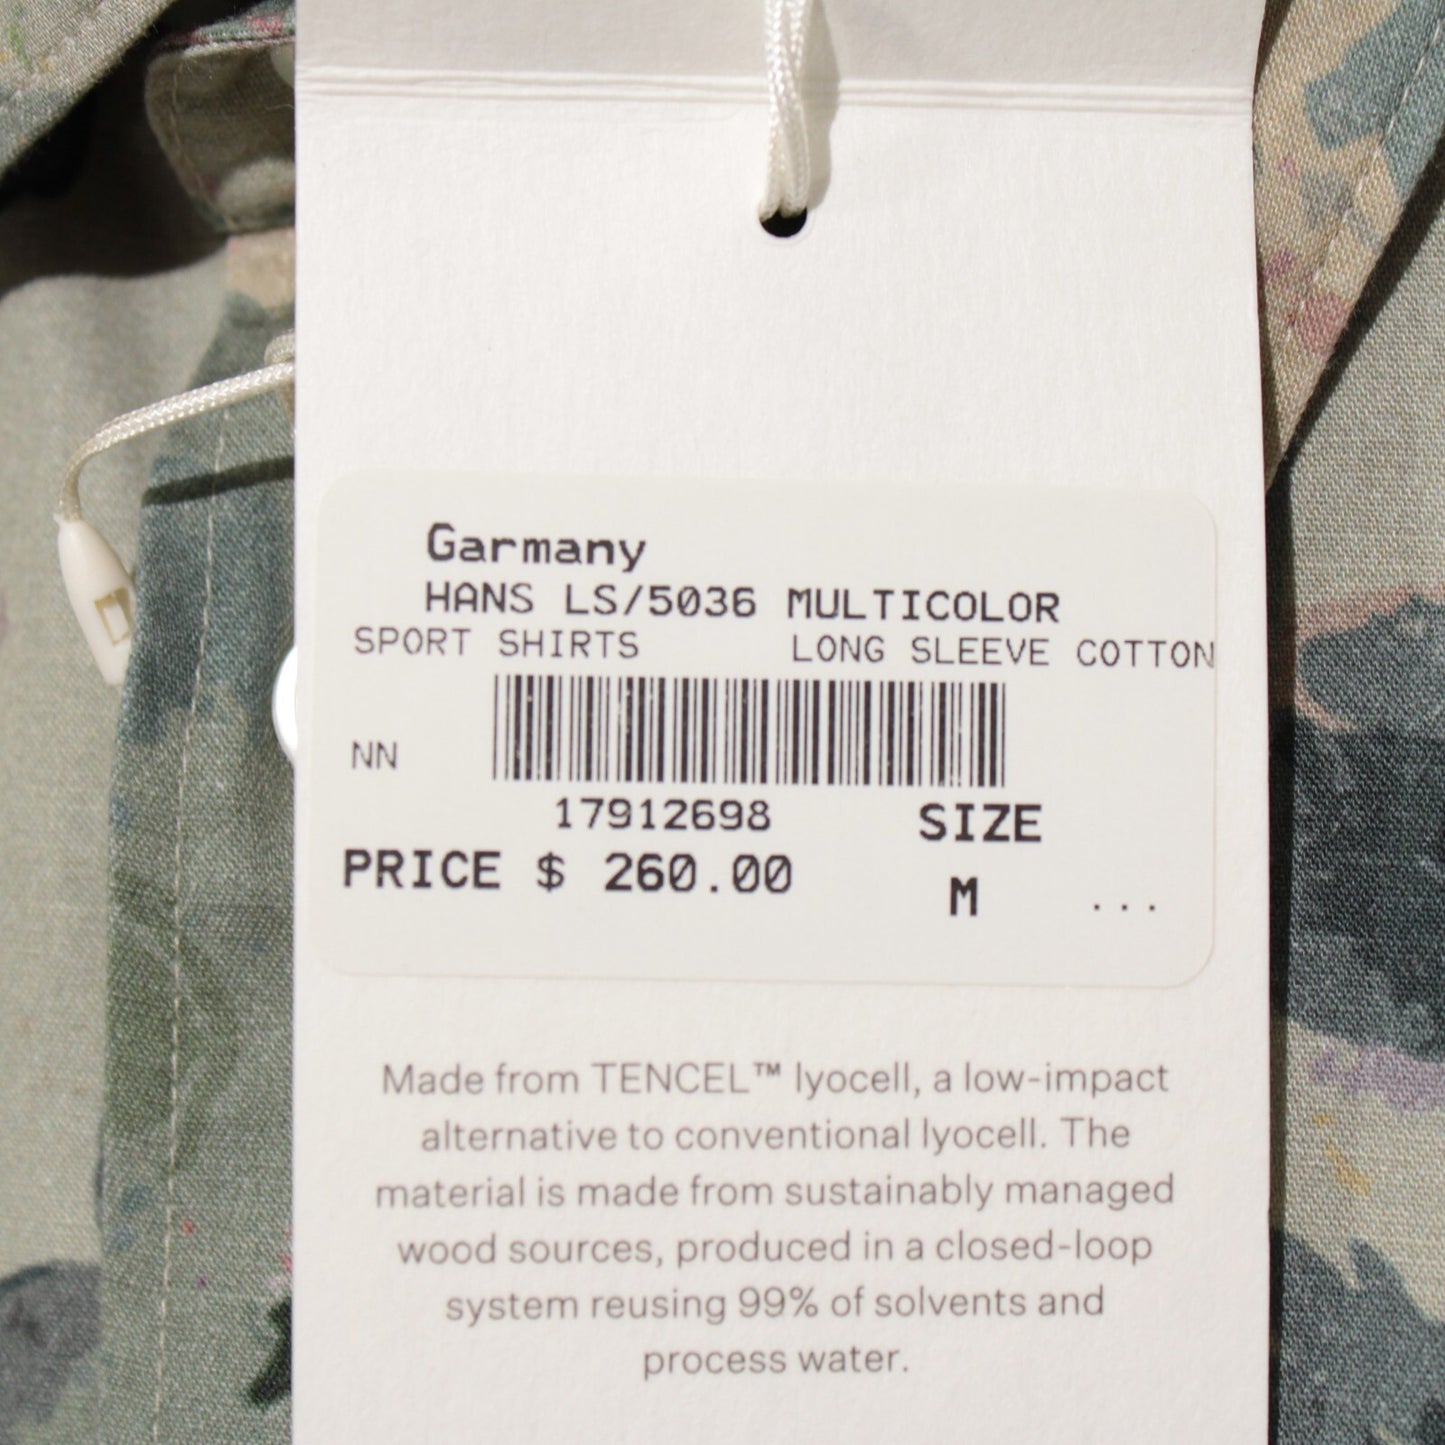 Garmany
HANS LS/5036 MULTICOLOR
SPORT SHIRTS LONG SLEEVE COTTON
NN
17912698 SIZE
PRICE $ 260.00 M ...
Made from TENCEL™ lyocell, a low-impact
alternative to conventional lyocell. The
material is made from sustainably managed
wood sources, produced in a closed-loop
system reusing 99% of solvents and
process water.